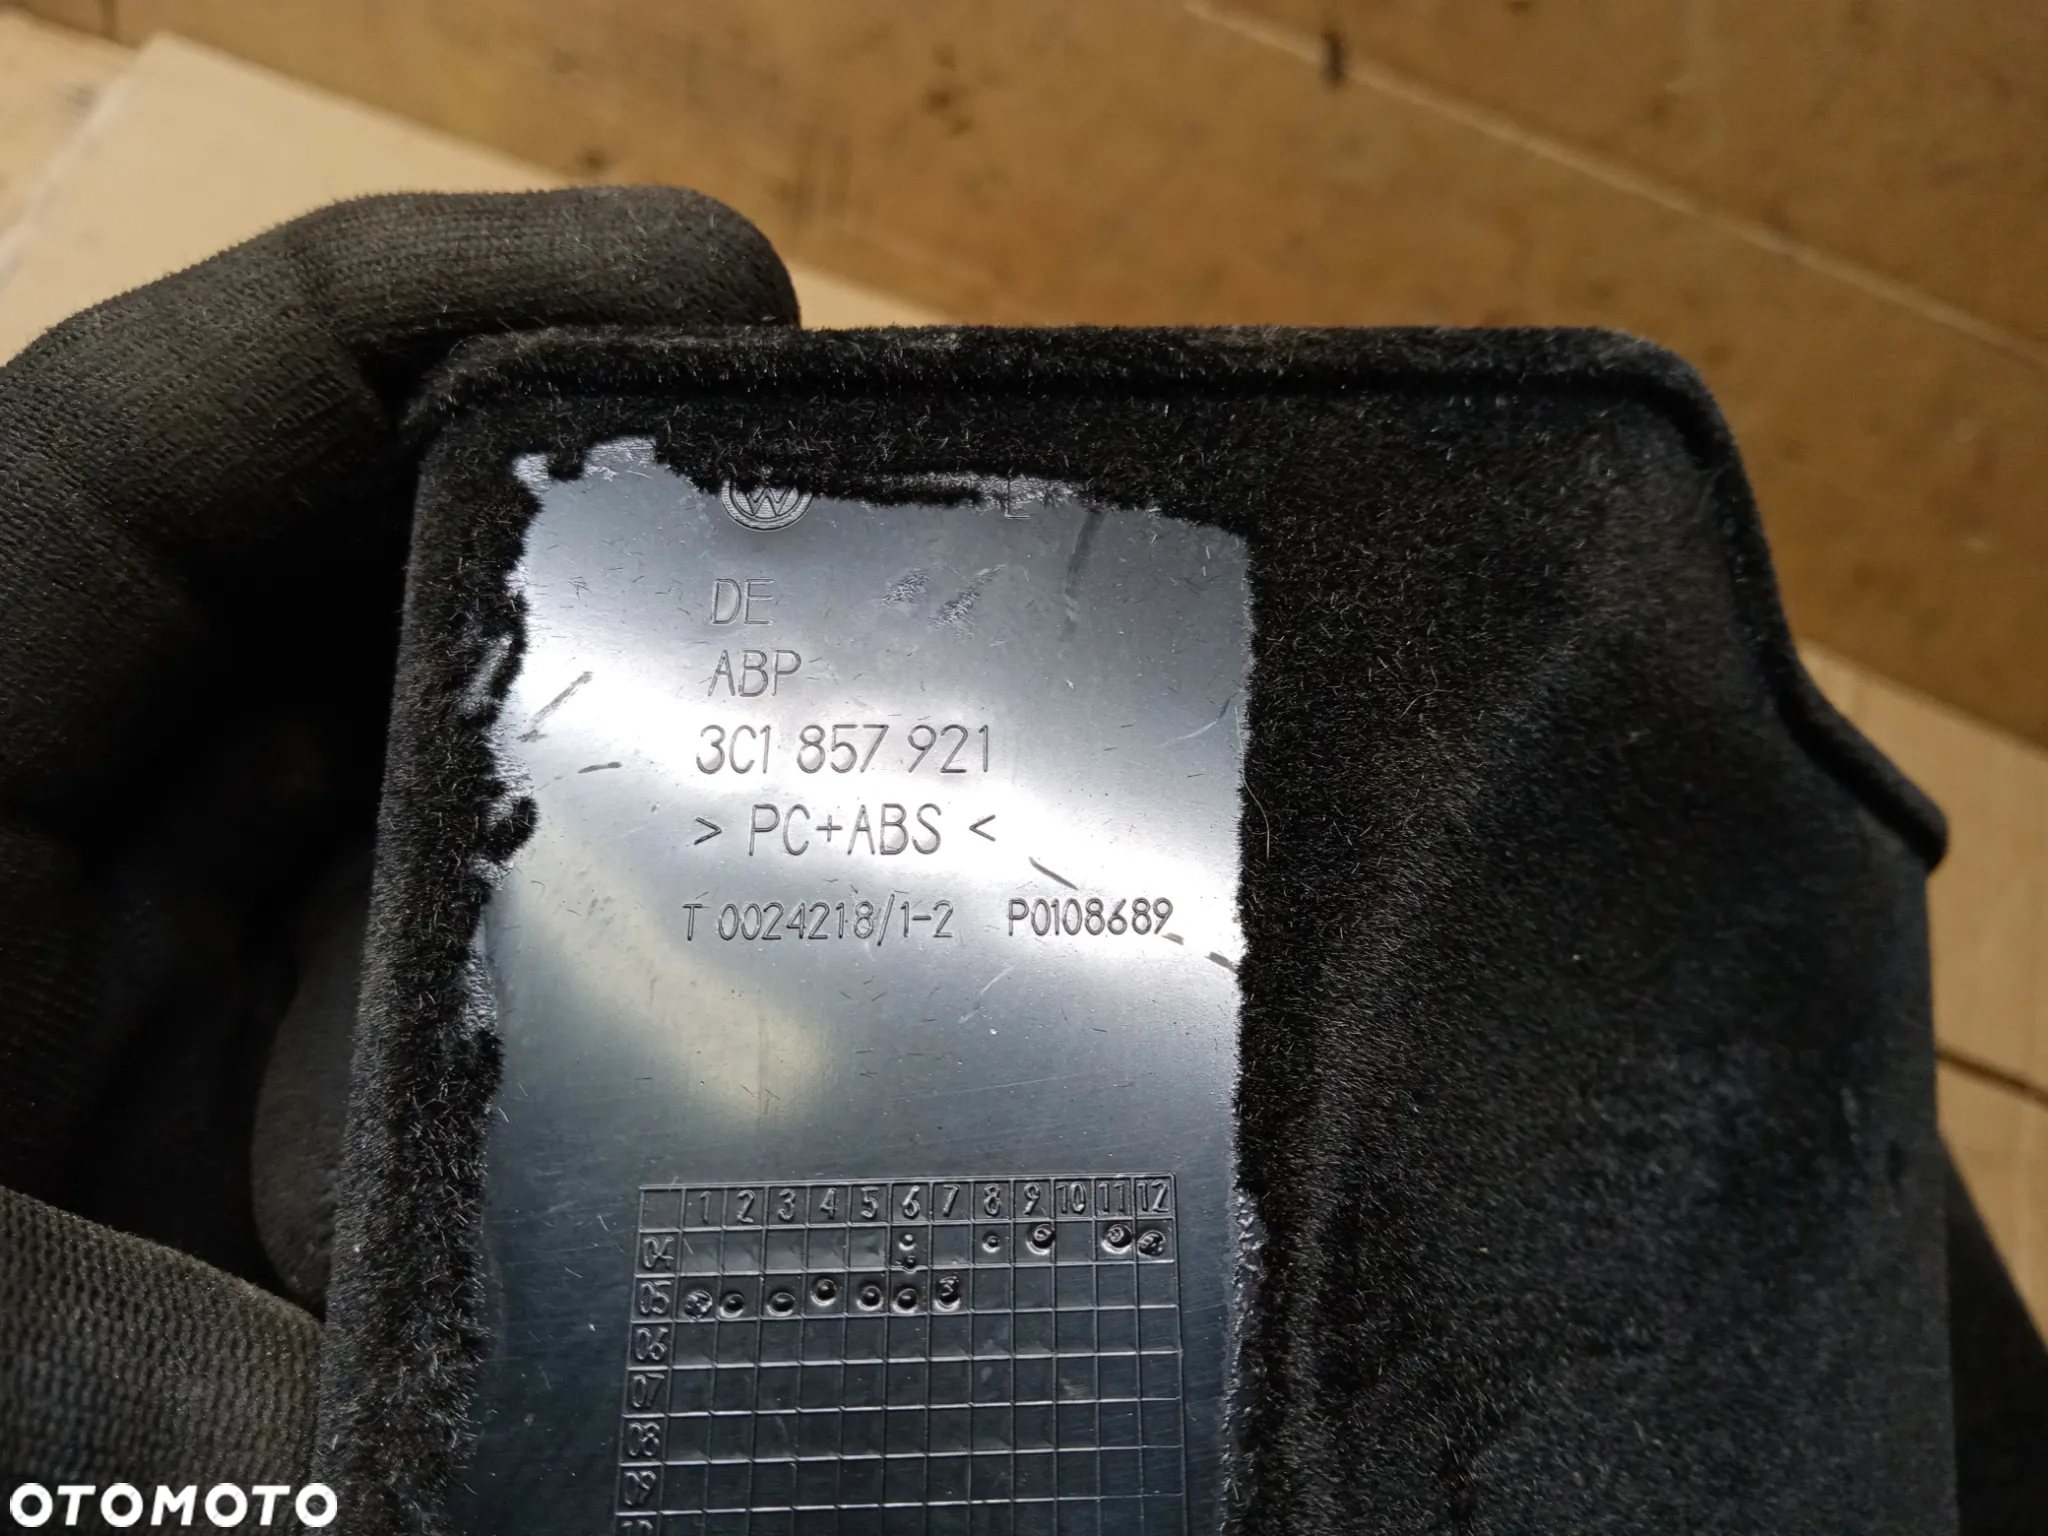 E
DE
ABP
3C1 857 921
> PC+ABS <
T 0024218/1-2 P0108689
1 2 3 4 5 6 7 8 9 10 11 12
04
05
06
07
08
09
OTOMOTO